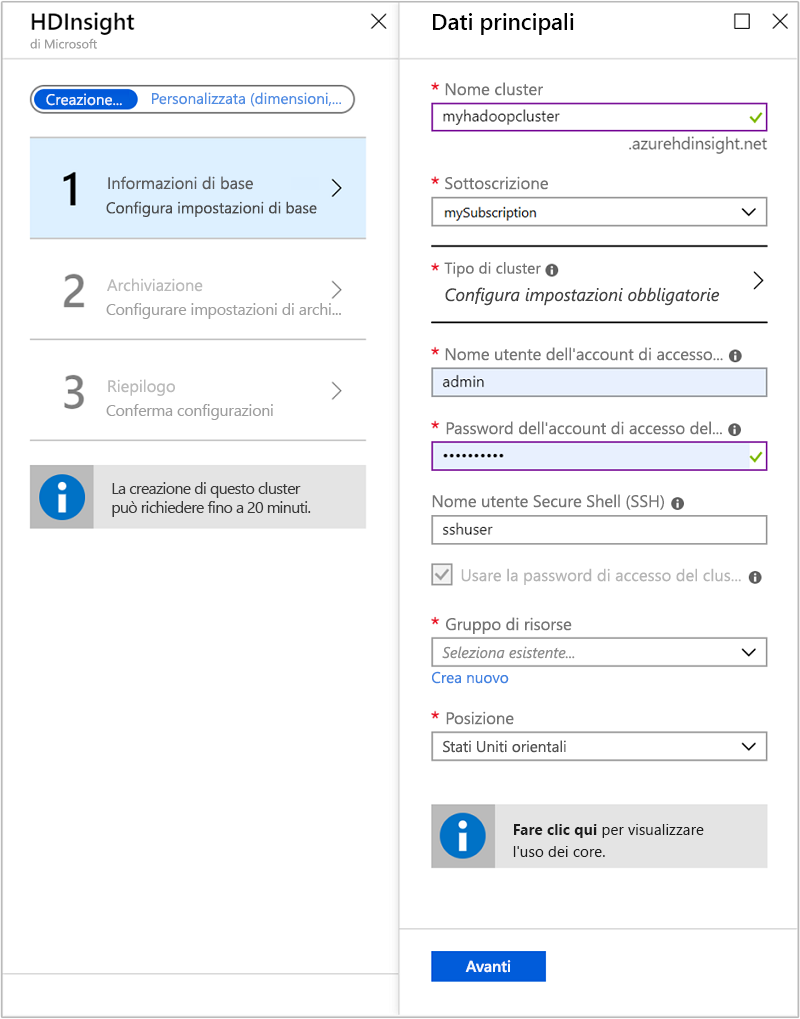 HDInsight
di Microsoft
Creazione... Personalizzata (dimensioni,...
1 Informazioni di base
Configura impostazioni di base
2 Archiviazione
Configurare impostazioni di archi...
3 Riepilogo
Conferma configurazioni
La creazione di questo cluster
può richiedere fino a 20 minuti.
Dati principali
* Nome cluster
myhadoopcluster
.azurehdinsight.net
* Sottoscrizione
mySubscription
* Tipo di cluster
Configura impostazioni obbligatorie
* Nome utente dell'account di accesso...
admin
* Password dell'account di accesso del...
••••••••••
Nome utente Secure Shell (SSH)
sshuser
Usare la password di accesso del clus...
* Gruppo di risorse
Seleziona esistente...
Crea nuovo
* Posizione
Stati Uniti orientali
Fare clic qui per visualizzare
l'uso dei core.
Avanti